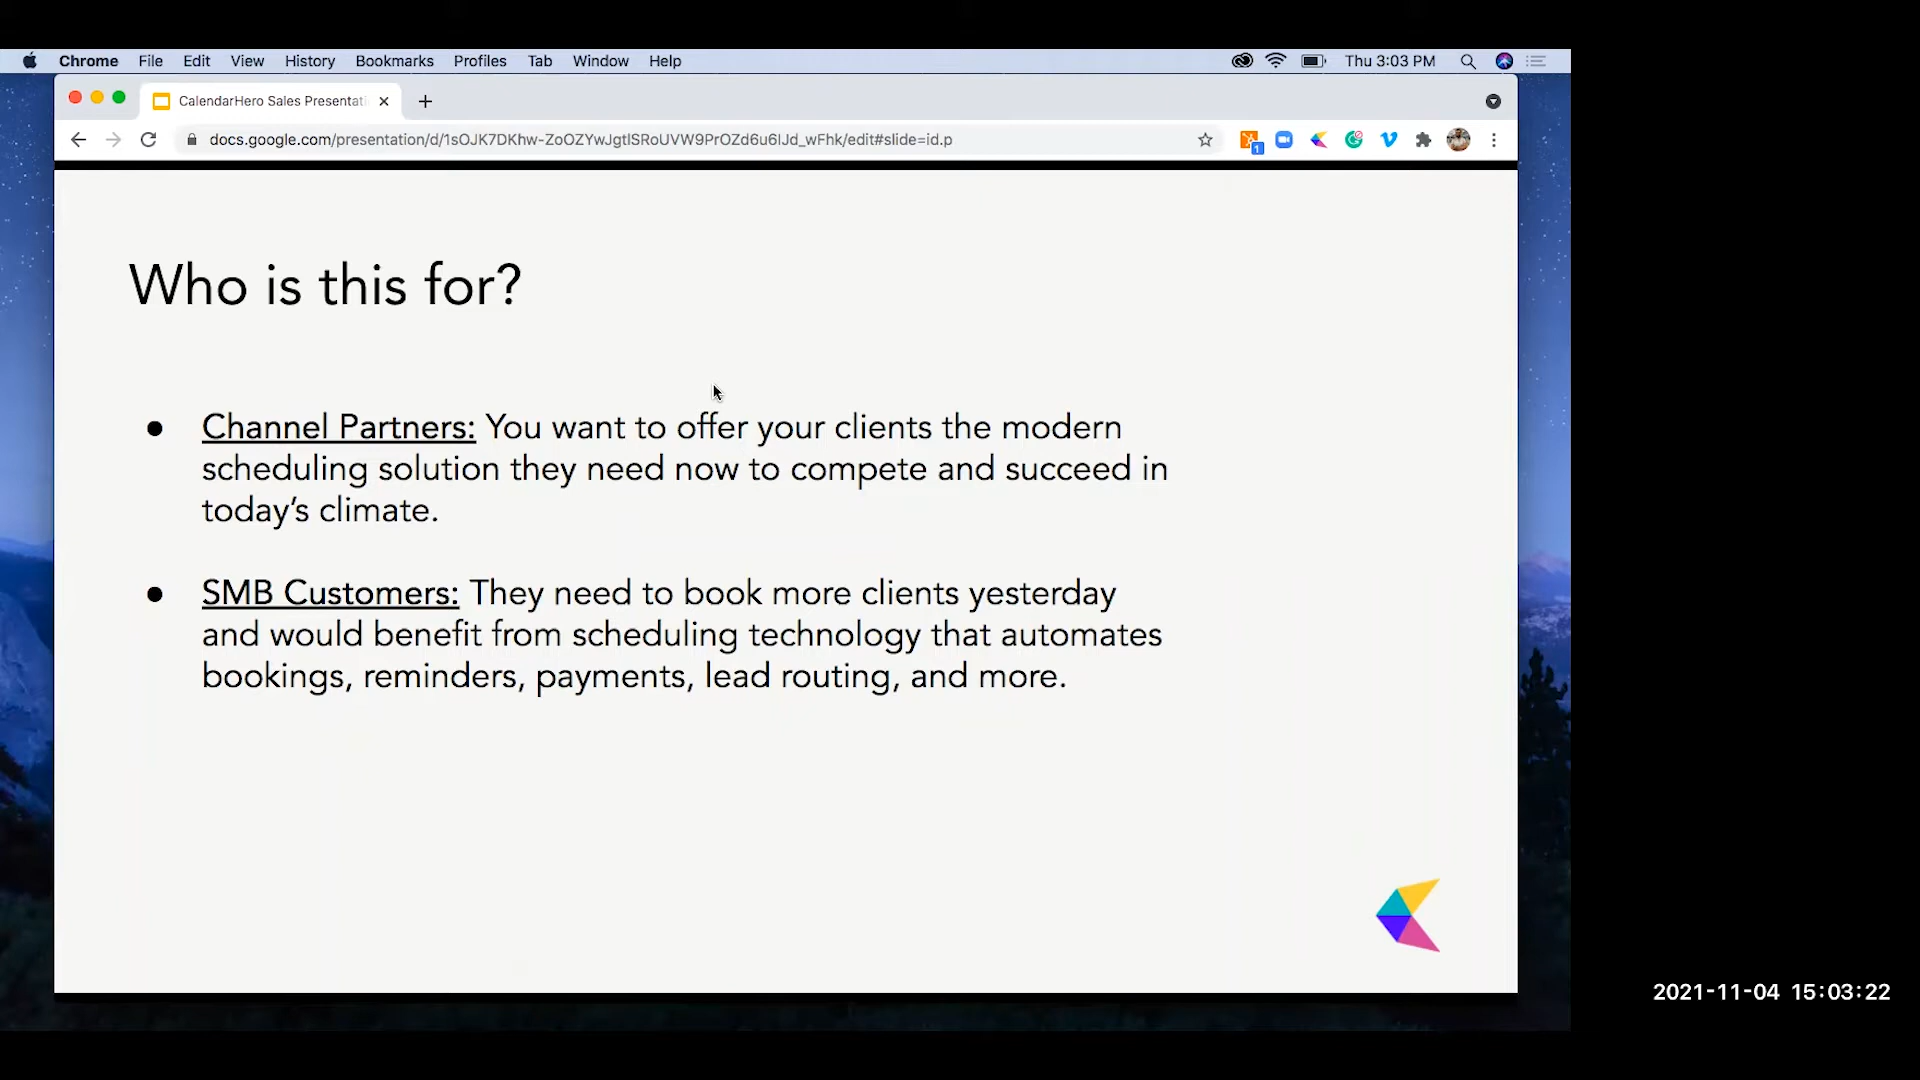 Chrome File Edit View History Bookmarks Profiles Tab Window Help Thu 3:03 PM
CalendarHero Sales Presentati
docs.google.com/presentation/d/1sOJK7DKhw-ZoOZYwJgtlSRoUVW9PrOZd6u6lJd_wFhk/edit#slide=id.p
1
Who is this for?
● Channel Partners: You want to offer your clients the modern
scheduling solution they need now to compete and succeed in
today’s climate.
● SMB Customers: They need to book more clients yesterday
and would benefit from scheduling technology that automates
bookings, reminders, payments, lead routing, and more.
2021-11-04 15:03:22